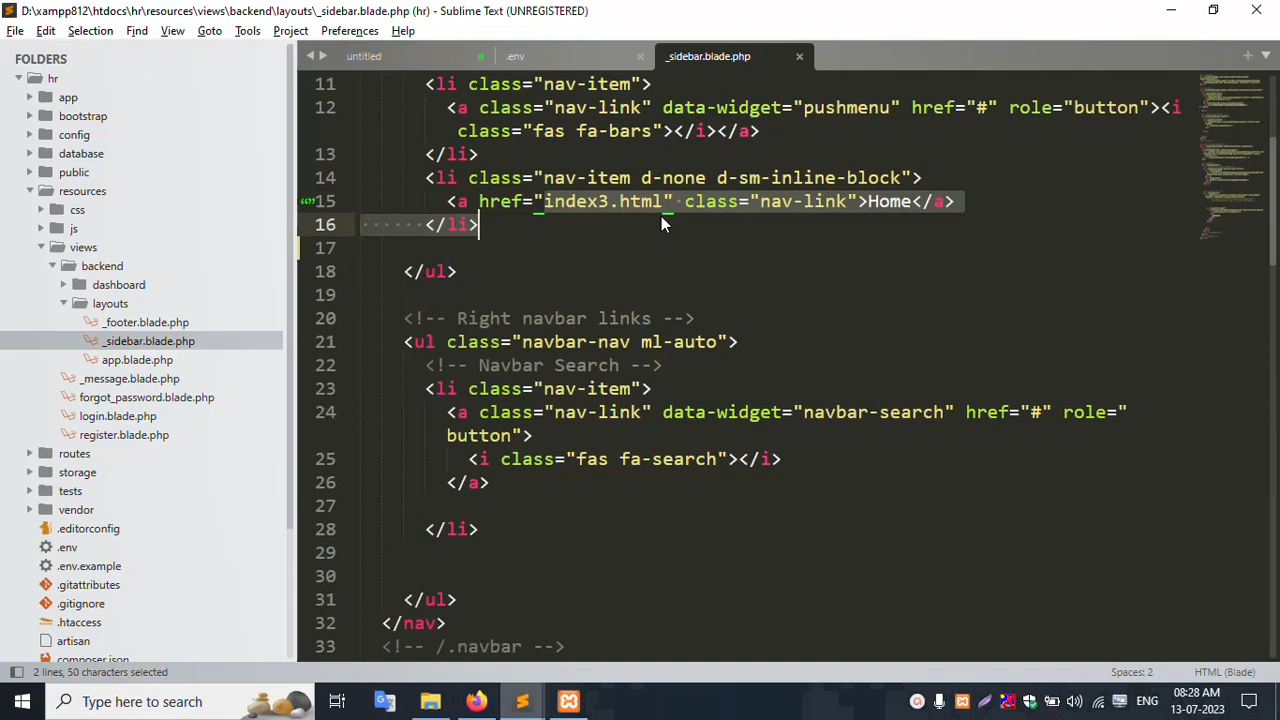 D:\xampp812\htdocs\hr\resources\views\backend\layouts\_sidebar.blade.php (hr) - Sublime Text (UNREGISTERED)
File Edit Selection Find View Goto Tools Project Preferences Help
FOLDERS
hr
app
bootstrap
config
database
public
resources
css
js
views
backend
dashboard
layouts
_footer.blade.php
_sidebar.blade.php
app.blade.php
_message.blade.php
forgot_password.blade.php
login.blade.php
register.blade.php
routes
storage
tests
vendor
.editorconfig
.env
.env.example
.gitattributes
.gitignore
.htaccess
artisan
composer.json
untitled .env _sidebar.blade.php
11 <li class="nav-item">
12 <a class="nav-link" data-widget="pushmenu" href="#" role="button"><i
class="fas fa-bars"></i></a>
13 </li>
14 <li class="nav-item d-none d-sm-inline-block">
15 <a href="index3.html" class="nav-link">Home</a>
16 </li>
17
18 </ul>
19
20 <!-- Right navbar links -->
21 <ul class="navbar-nav ml-auto">
22 <!-- Navbar Search -->
23 <li class="nav-item">
24 <a class="nav-link" data-widget="navbar-search" href="#" role="
button">
25 <i class="fas fa-search"></i>
26 </a>
27
28 </li>
29
30
31 </ul>
32 </nav>
33 <!-- /.navbar -->
2 lines, 50 characters selected
Spaces: 2
HTML (Blade)
Type here to search
ENG
08:28 AM
13-07-2023